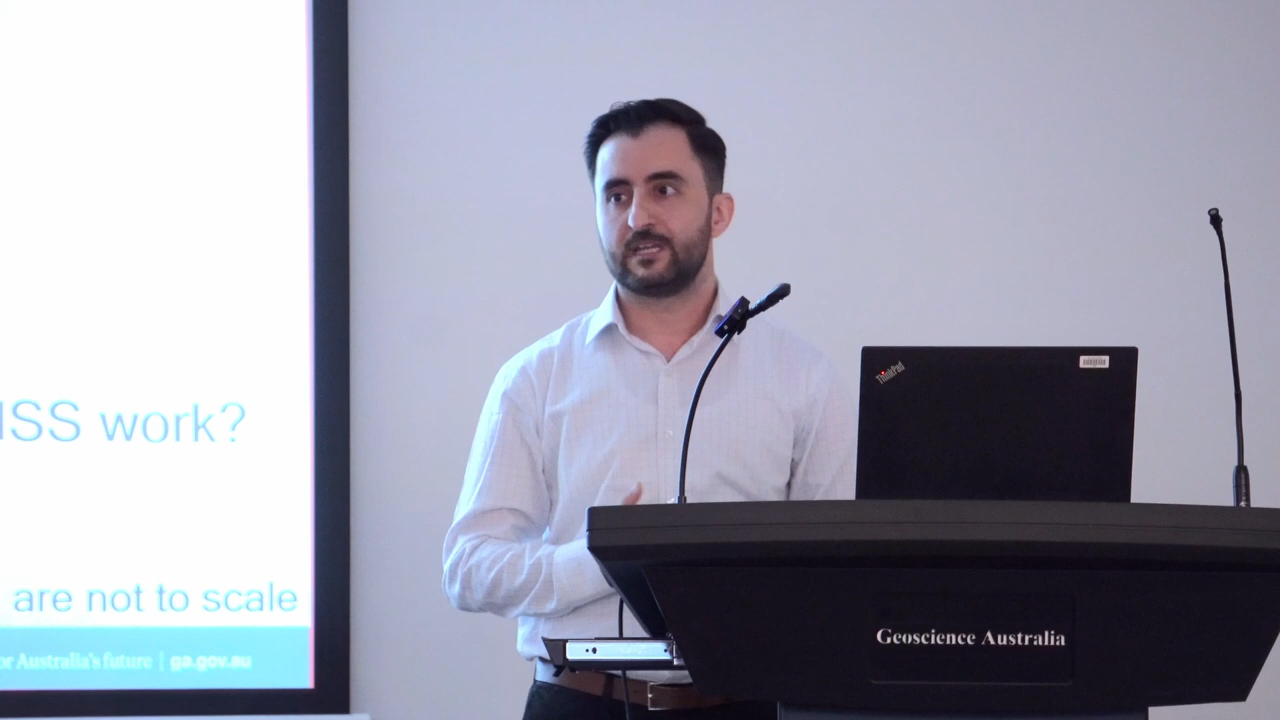 ISS work?
are not to scale
or Australia's future | ga.gov.au
ThinkPad
Geoscience Australia